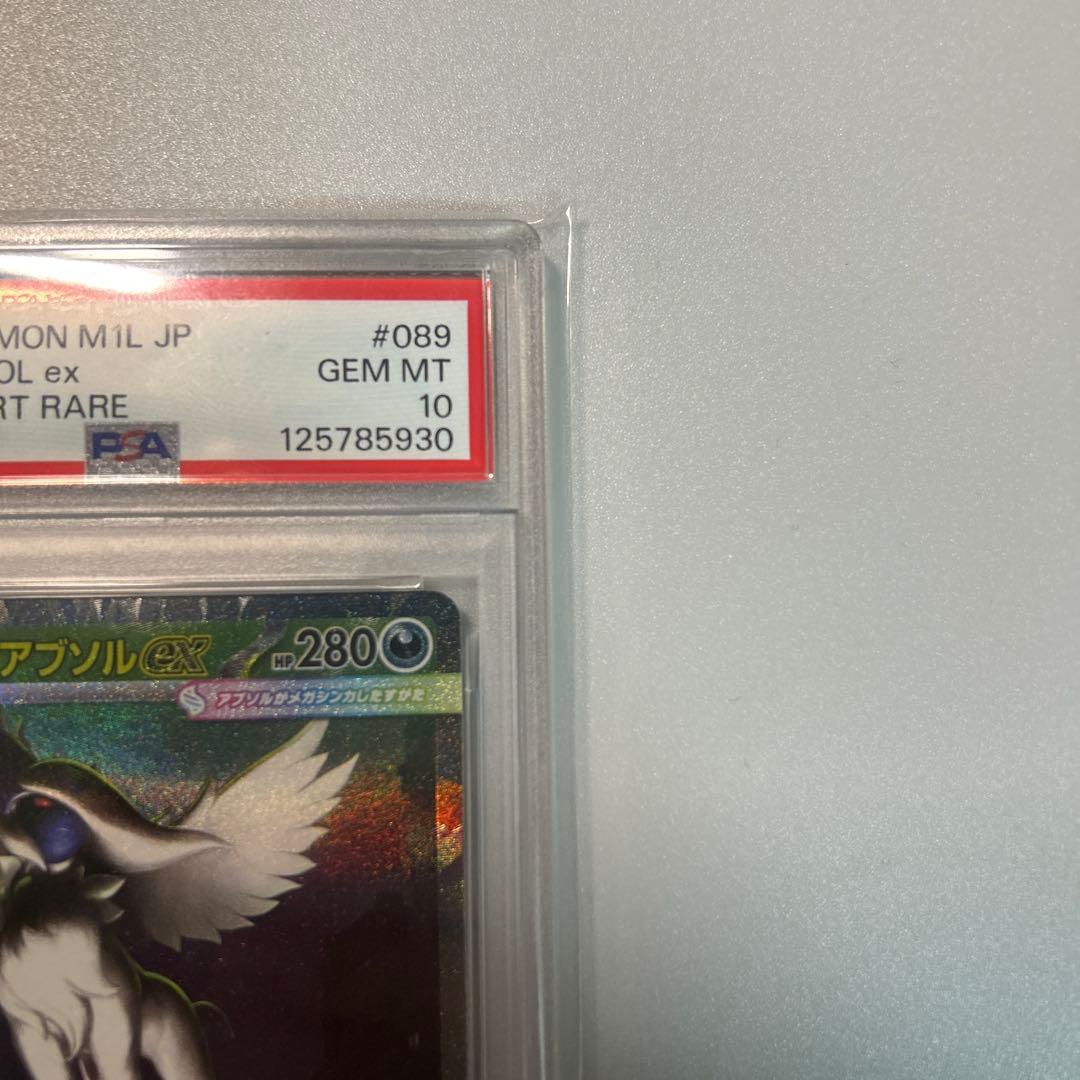 MON M1L JP #089
OL ex GEM MT
RT RARE 10
PSA 125785930
アブソルex HP280
アブソルがメガシンカしたすがた